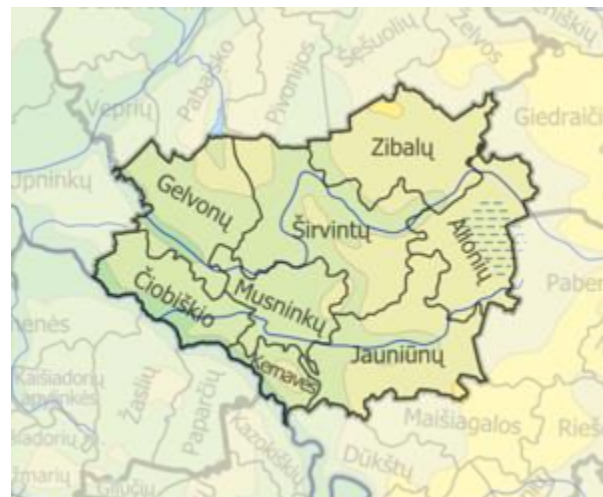 Šešuolių
Želvos
Pabaisko
Pivonijos
Veprių
Giedraiči
Zibalų
Upninkų
Gelvonų
Širvintų
Alionių
Čiobiškio
Musninkų
Paber
Jauniūnų
Kernavės
Žaslių
Paparčių
Kaišiadorių
Maišiagalos
Dūkštų
Kazokiškių
Rieš